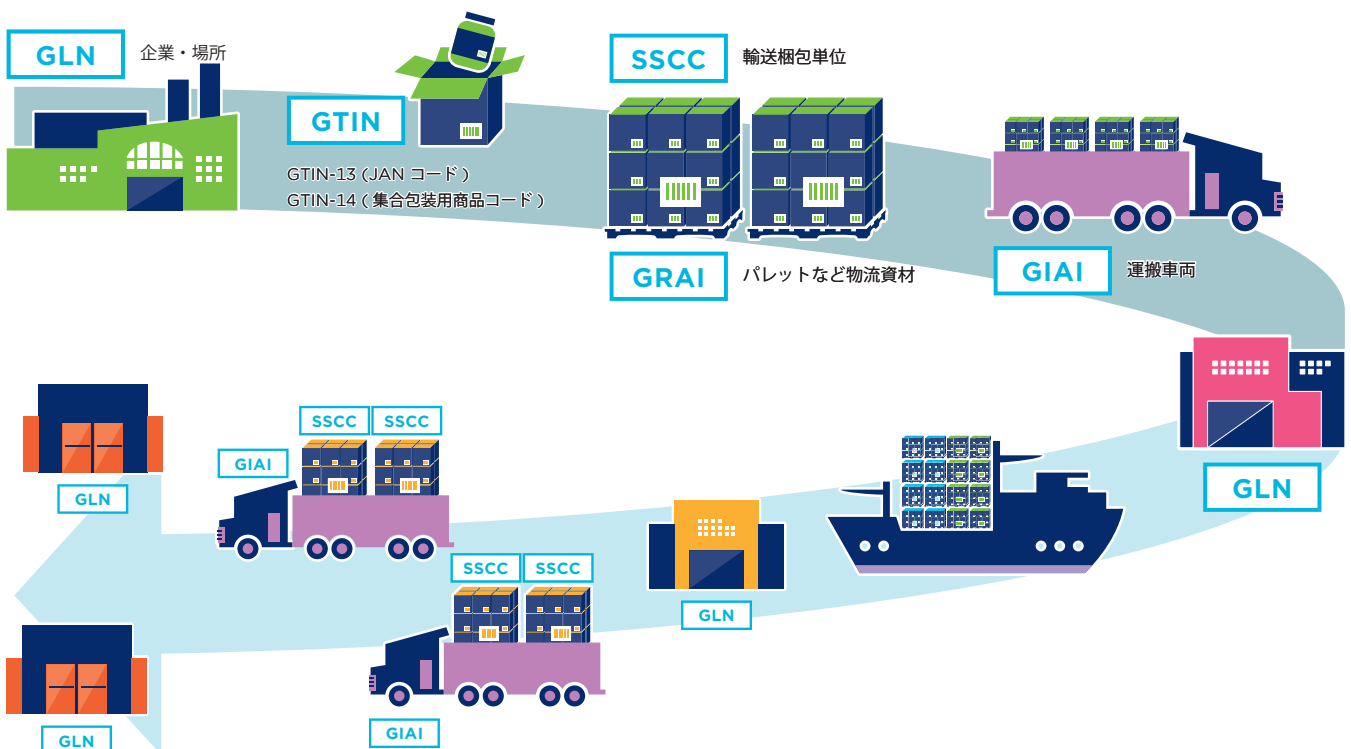 GLN
企業・場所
GTIN
GTIN-13 ( JAN コード )
GTIN-14 ( 集合包装用商品コード )
SSCC
輸送梱包単位
GRAI
パレットなど物流資材
GIAI
運搬車両
GLN
GLN
SSCC
SSCC
GIAI
SSCC
SSCC
GIAI
GLN
GLN